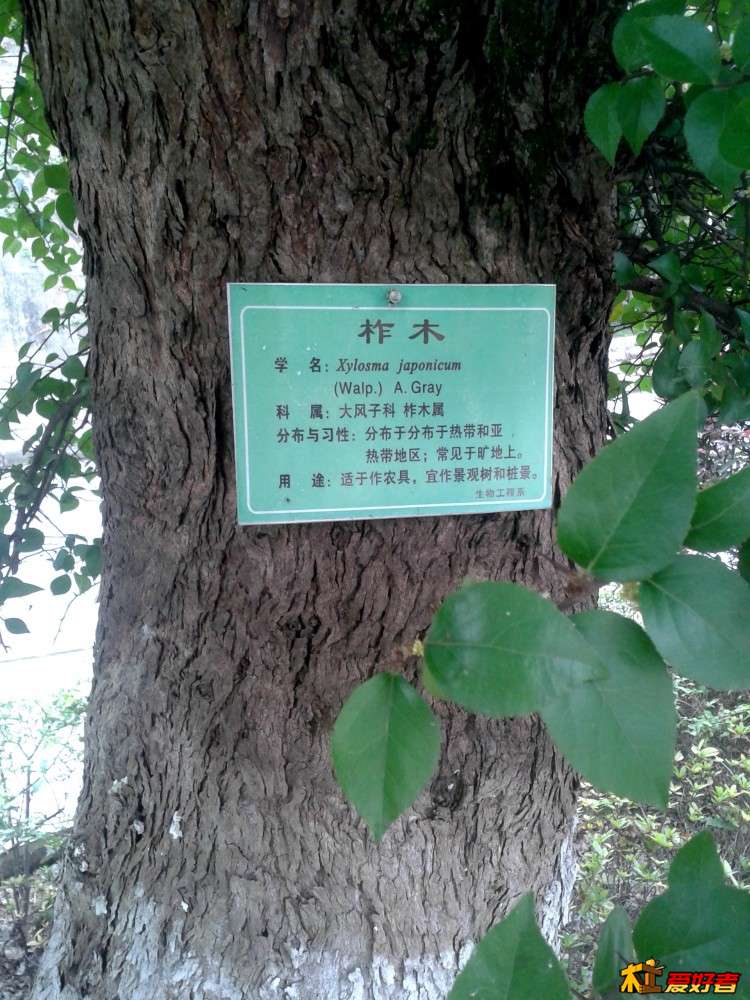 柞木
学 名：Xylosma japonicum
(Walp.) A. Gray
科 属：大风子科 柞木属
分布与习性：分布于分布于热带和亚
热带地区；常见于旷地上。
用 途：适于作农具，宜作景观树和桩景。
生物工程系
爱好者